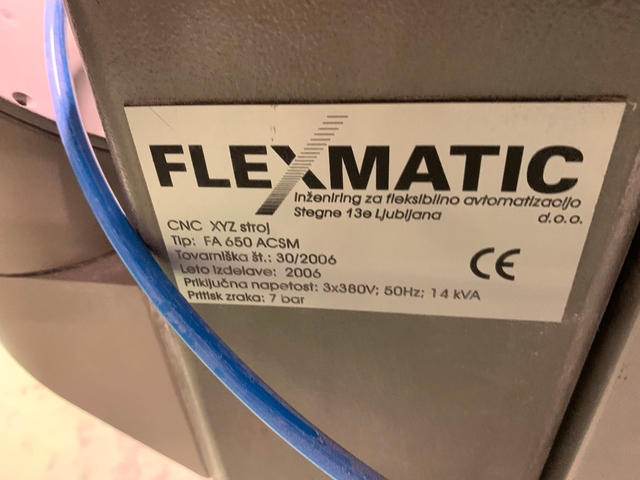 FLEXMATIC
Inženiring za fleksibilno avtomatizacijo
Stegne 13e Ljubljana d.o.o.
CNC XYZ stroj
Tip: FA 650 ACSM
Tovarniška št.: 30/2006
Leto izdelave: 2006
Priključna napetost: 3x380V; 50Hz; 14 kVA
Pritisk zraka: 7 bar
CE